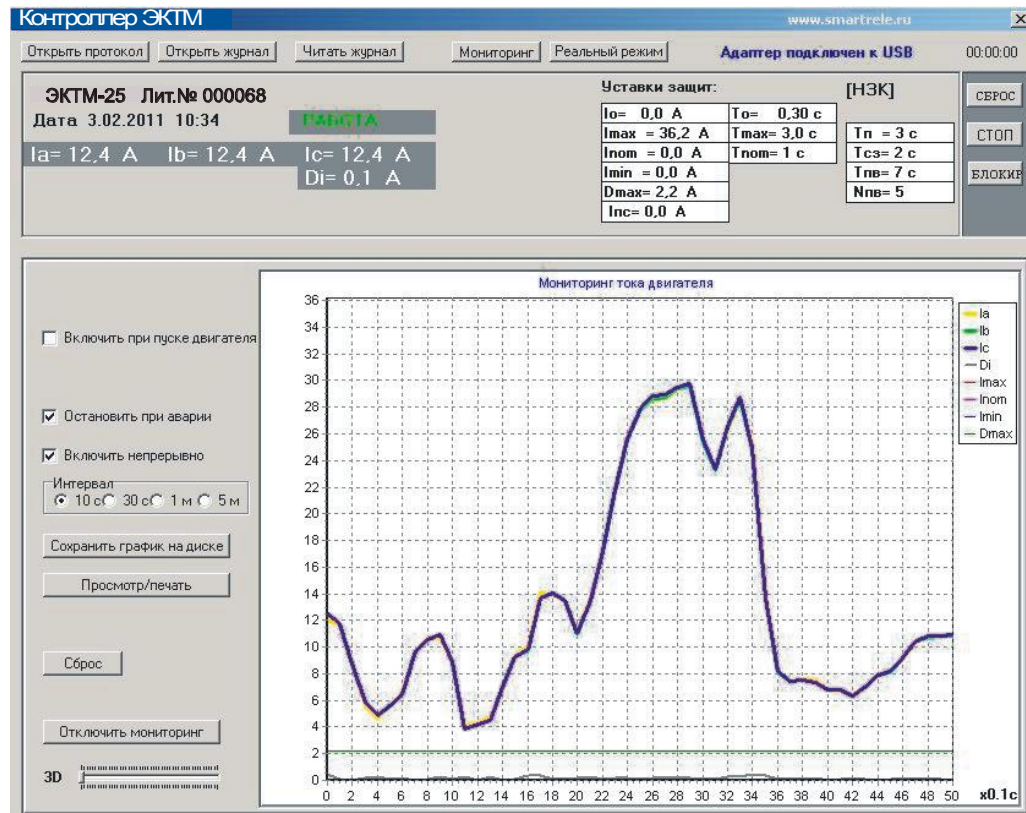 Контроллер ЭКТМ
www.smartrele.ru
Открыть протокол Открыть журнал Читать журнал Мониторинг Реальный режим Адаптер подключен к USB 00:00:00
ЭКТМ-25 Лит.№ 000068
Дата 3.02.2011 10:34
РАБОТА
Ia= 12,4 A Ib= 12,4 A Ic= 12,4 A
Di= 0,1 A
Уставки защит:
[НЗК]
Io= 0,0 A To= 0,30 с
Imax = 36,2 A Tmax= 3,0 с Тп = 3 с
Inom = 0,0 A Tnom= 1 с Тсз= 2 с
Imin = 0,0 A Тпв= 7 с
Dmax= 2,2 A Nпв= 5
Inc= 0,0 A
СБРОС
СТОП
БЛОКИР
Включить при пуске двигателя
Остановить при аварии
Включить непрерывно
Интервал
10 с 30 с 1 м 5 м
Сохранить график на диске
Просмотр/печать
Сброс
Отключить мониторинг
3D
Мониторинг тока двигателя
36
34
32
30
28
26
24
22
20
18
16
14
12
10
8
6
4
2
0
0 2 4 6 8 10 12 14 16 18 20 22 24 26 28 30 32 34 36 38 40 42 44 46 48 50 x0.1с
Ia
Ib
Ic
Di
Imax
Inom
Imin
Dmax